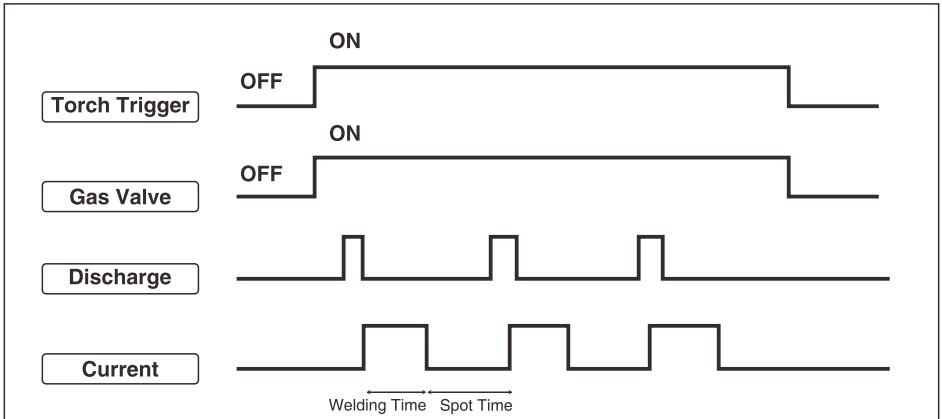 ON
OFF
Torch Trigger
ON
OFF
Gas Valve
Discharge
Current
Welding Time Spot Time